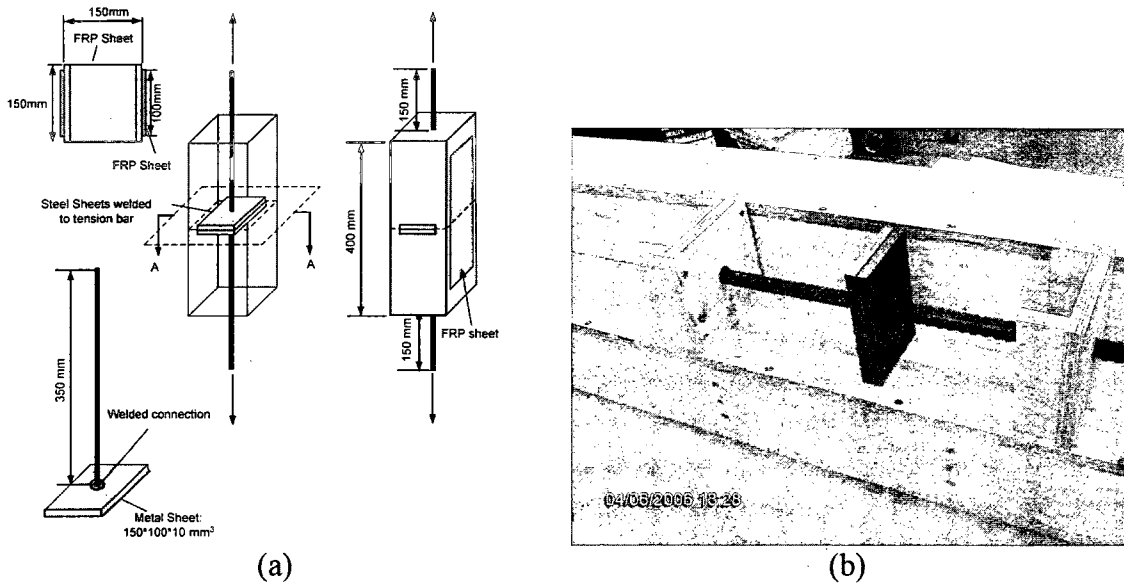 150mm
FRP Sheet
150mm
100mm
FRP Sheet
Steel Sheets welded
to tension bar
A
A
150 mm
400 mm
FRP sheet
150 mm
350 mm
Welded connection
Metal Sheet:
150*100*10 mm³
04/06/2006 18:28
(a)
(b)